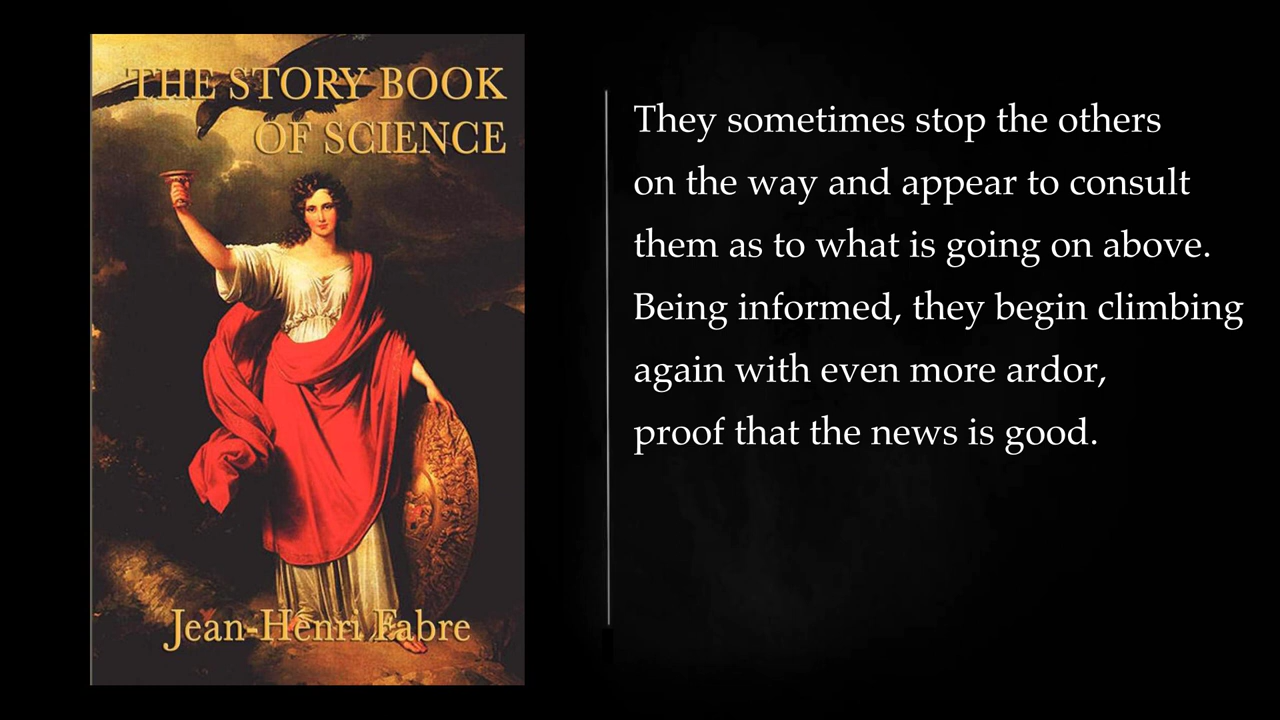 THE STORY BOOK
OF SCIENCE
Jean-Henri Fabre
They sometimes stop the others
on the way and appear to consult
them as to what is going on above.
Being informed, they begin climbing
again with even more ardor,
proof that the news is good.